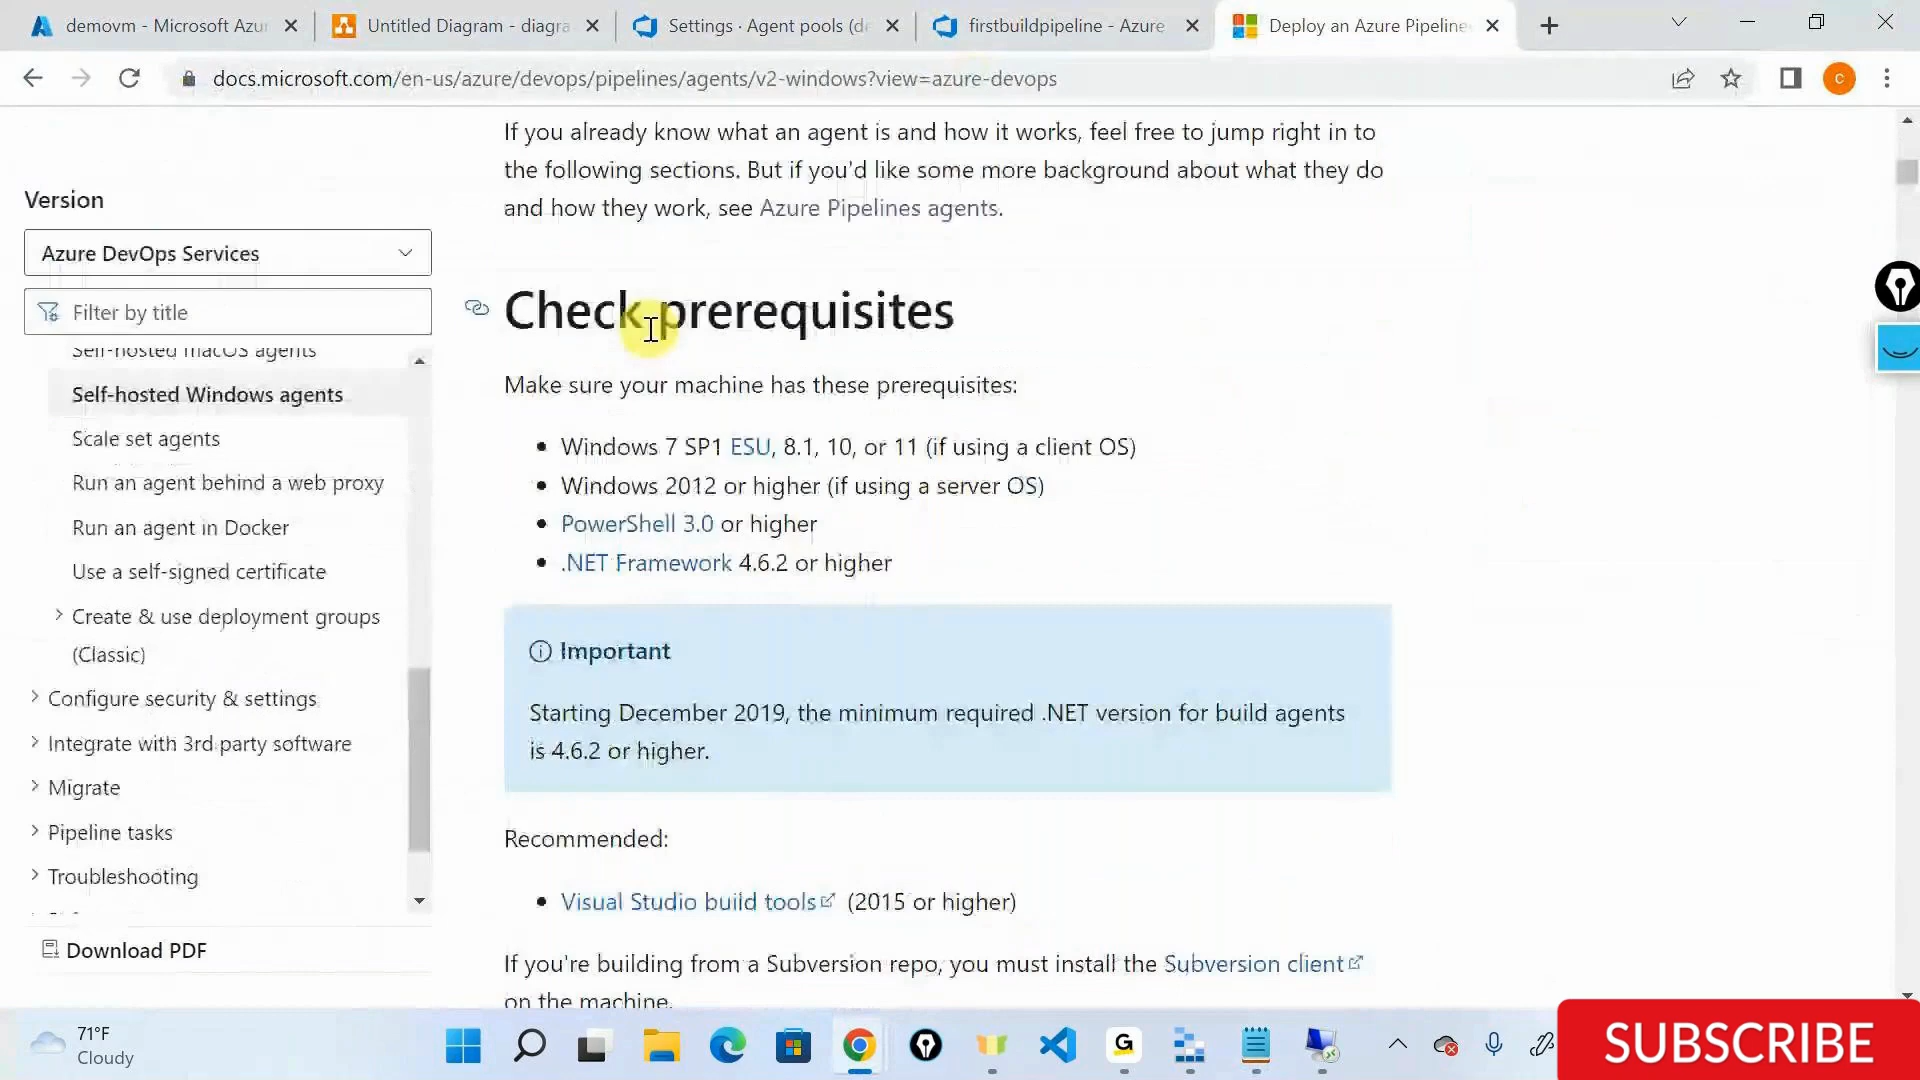 demovm - Microsoft Azur
Untitled Diagram - diagra
Settings · Agent pools (de
firstbuildpipeline - Azure
Deploy an Azure Pipeline
docs.microsoft.com/en-us/azure/devops/pipelines/agents/v2-windows?view=azure-devops
C
Version
Azure DevOps Services
Filter by title
Self-hosted macOS agents
Self-hosted Windows agents
Scale set agents
Run an agent behind a web proxy
Run an agent in Docker
Use a self-signed certificate
Create & use deployment groups
(Classic)
Configure security & settings
Integrate with 3rd party software
Migrate
Pipeline tasks
Troubleshooting
Download PDF
If you already know what an agent is and how it works, feel free to jump right in to
the following sections. But if you'd like some more background about what they do
and how they work, see Azure Pipelines agents.
Check prerequisites
Make sure your machine has these prerequisites:
• Windows 7 SP1 ESU, 8.1, 10, or 11 (if using a client OS)
• Windows 2012 or higher (if using a server OS)
• PowerShell 3.0 or higher
• .NET Framework 4.6.2 or higher
Important
Starting December 2019, the minimum required .NET version for build agents
is 4.6.2 or higher.
Recommended:
• Visual Studio build tools (2015 or higher)
If you're building from a Subversion repo, you must install the Subversion client
on the machine.
71°F
Cloudy
G
SUBSCRIBE